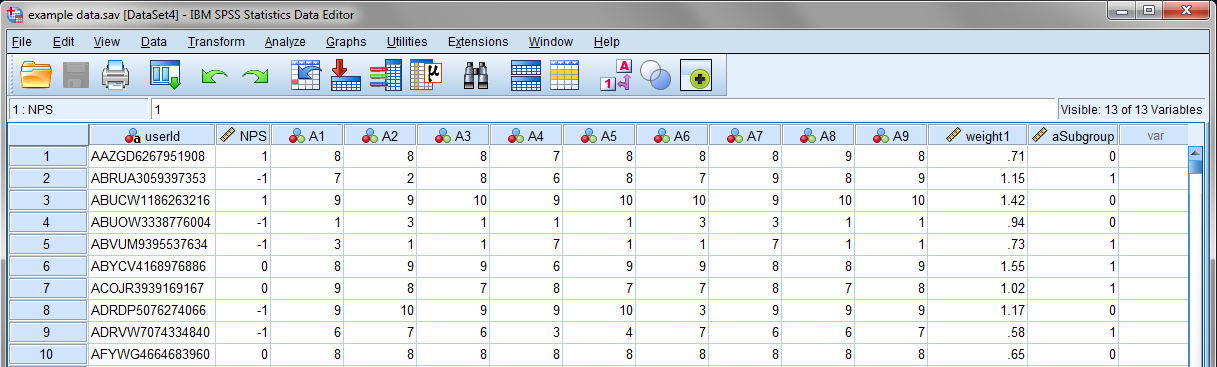 example data.sav [DataSet4] - IBM SPSS Statistics Data Editor
File Edit View Data Transform Analyze Graphs Utilities Extensions Window Help
1 : NPS 1 Visible: 13 of 13 Variables
userId NPS A1 A2 A3 A4 A5 A6 A7 A8 A9 weight1 aSubgroup var
1 AAZGD6267951908 1 8 8 8 7 8 8 8 9 8 .71 0
2 ABRUA3059397353 -1 7 2 8 6 8 7 9 8 9 1.15 1
3 ABUCW1186263216 1 9 9 10 9 10 10 9 10 10 1.42 0
4 ABUOW3338776004 -1 1 3 1 1 1 3 3 1 1 .94 0
5 ABVUM9395537634 -1 3 1 1 7 1 1 7 1 1 .73 1
6 ABYCV4168976886 0 8 9 9 6 9 9 8 8 9 1.55 1
7 ACOJR3939169167 0 9 8 7 8 7 8 7 8 7 8 1.02 1
8 ADRDP5076274066 -1 9 10 9 9 10 3 9 9 9 1.17 0
9 ADRVW7074334840 -1 6 7 6 3 4 7 6 6 7 .58 1
10 AFYWG4664683960 0 8 8 8 8 8 8 8 8 8 .65 0